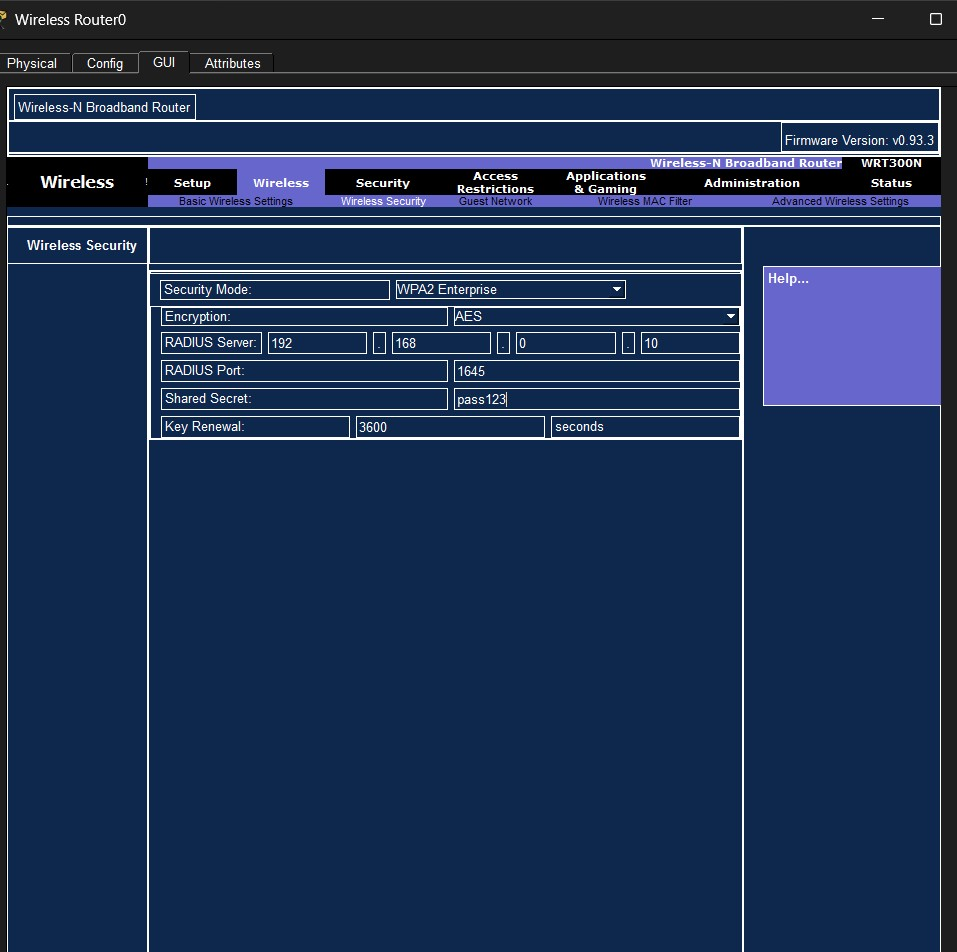 Wireless Router0
Physical Config GUI Attributes
Wireless-N Broadband Router
Firmware Version: v0.93.3
Wireless-N Broadband Router WRT300N
Wireless Setup Wireless Security Access Restrictions Applications & Gaming Administration Status
Basic Wireless Settings Wireless Security Guest Network Wireless MAC Filter Advanced Wireless Settings
Wireless Security
Help...
Security Mode: WPA2 Enterprise
Encryption: AES
RADIUS Server: 192 . 168 . 0 . 10
RADIUS Port: 1645
Shared Secret: pass123
Key Renewal: 3600 seconds